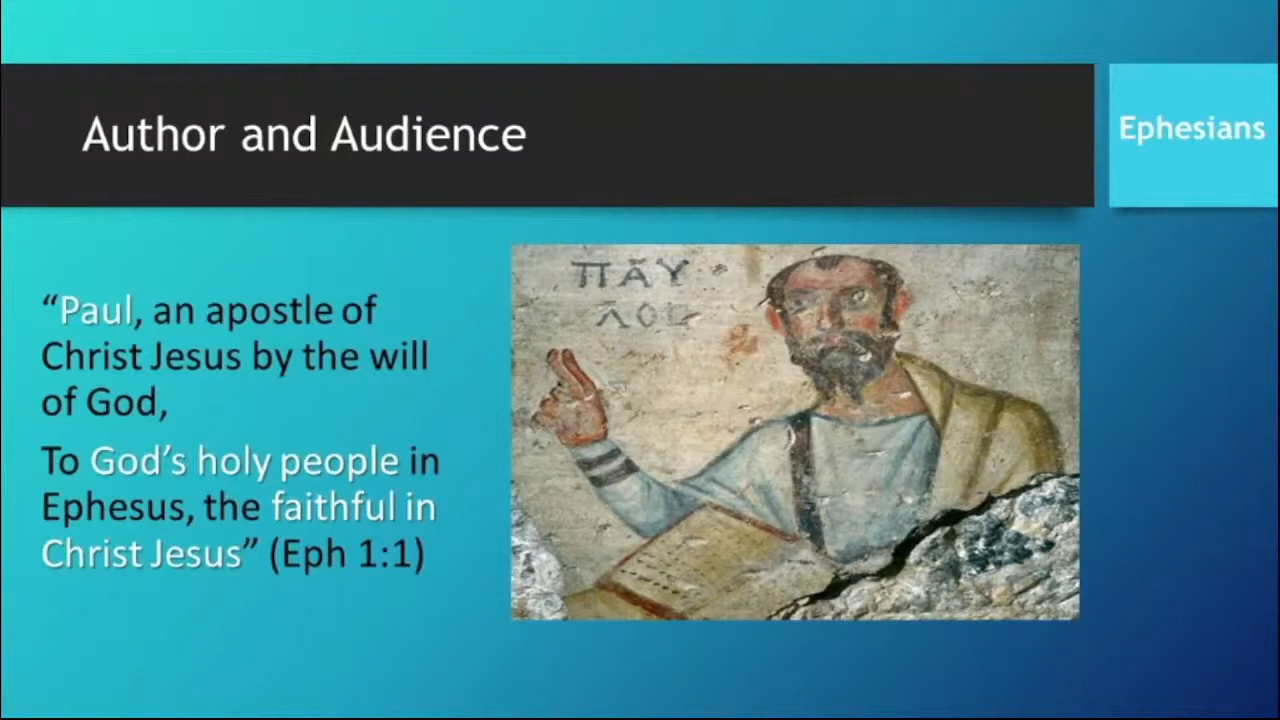 Author and Audience
Ephesians
“Paul, an apostle of
Christ Jesus by the will
of God,
To God’s holy people in
Ephesus, the faithful in
Christ Jesus” (Eph 1:1)
ΠΑΥ
ΛΟC